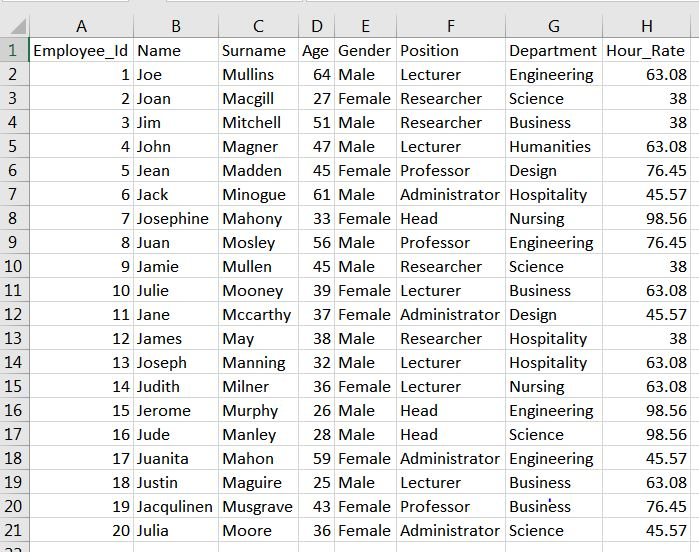 A B C D E F G H
1 Employee_Id Name Surname Age Gender Position Department Hour_Rate
2 1 Joe Mullins 64 Male Lecturer Engineering 63.08
3 2 Joan Macgill 27 Female Researcher Science 38
4 3 Jim Mitchell 51 Male Researcher Business 38
5 4 John Magner 47 Male Lecturer Humanities 63.08
6 5 Jean Madden 45 Female Professor Design 76.45
7 6 Jack Minogue 61 Male Administrator Hospitality 45.57
8 7 Josephine Mahony 33 Female Head Nursing 98.56
9 8 Juan Mosley 56 Male Professor Engineering 76.45
10 9 Jamie Mullen 45 Male Researcher Science 38
11 10 Julie Mooney 39 Female Lecturer Business 63.08
12 11 Jane Mccarthy 37 Female Administrator Design 45.57
13 12 James May 38 Male Researcher Hospitality 38
14 13 Joseph Manning 32 Male Lecturer Hospitality 63.08
15 14 Judith Milner 36 Female Lecturer Nursing 63.08
16 15 Jerome Murphy 26 Male Head Engineering 98.56
17 16 Jude Manley 28 Male Head Science 98.56
18 17 Juanita Mahon 59 Female Administrator Engineering 45.57
19 18 Justin Maguire 25 Male Lecturer Business 63.08
20 19 Jacqulinen Musgrave 43 Female Professor Business 76.45
21 20 Julia Moore 36 Female Administrator Science 45.57